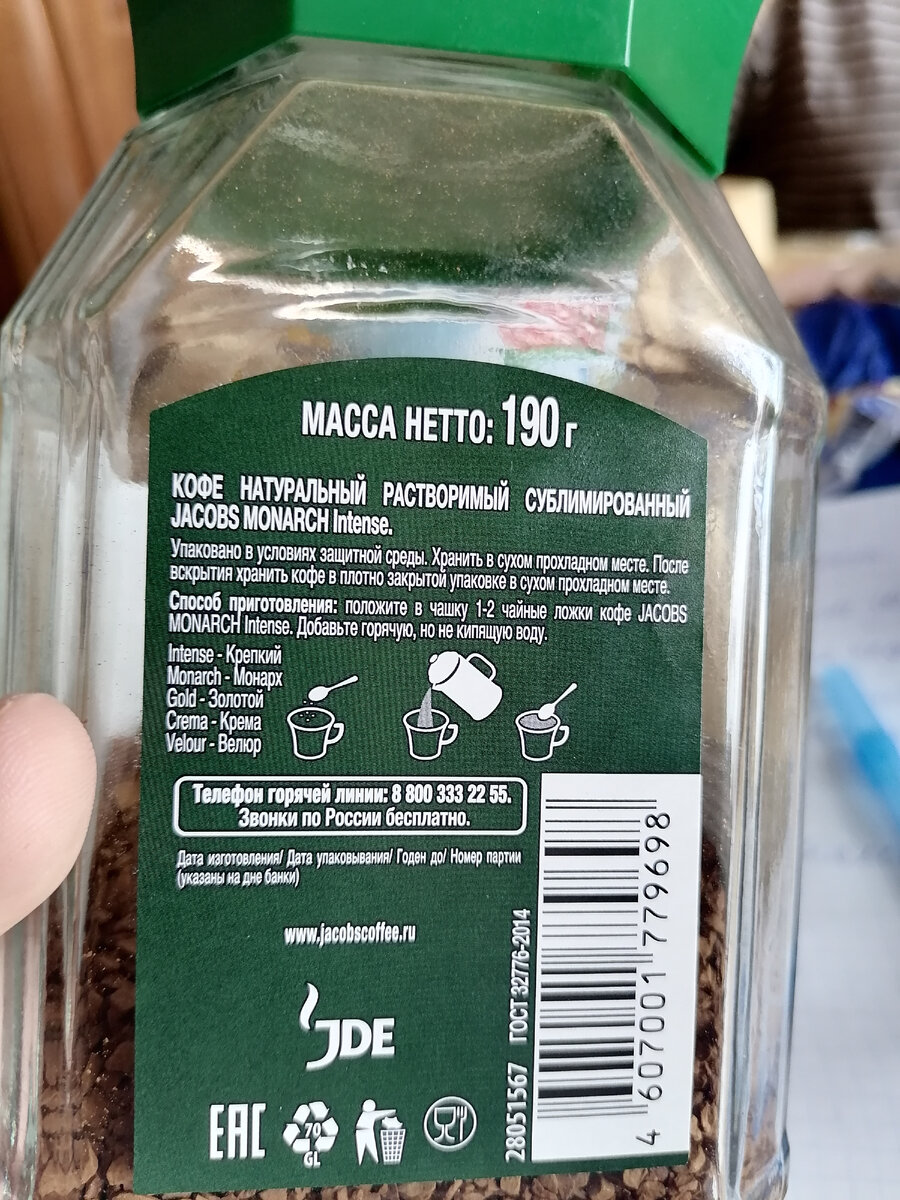 МАССА НЕТТО: 190 г
КОФЕ НАТУРАЛЬНЫЙ РАСТВОРИМЫЙ СУБЛИМИРОВАННЫЙ
JACOBS MONARCH Intense.
Упаковано в условиях защитной среды. Хранить в сухом прохладном месте. После
вскрытия хранить кофе в плотно закрытой упаковке в сухом прохладном месте.
Способ приготовления: положите в чашку 1-2 чайные ложки кофе JACOBS
MONARCH Intense. Добавьте горячую, но не кипящую воду.
Intense - Крепкий
Monarch - Монарх
Gold - Золотой
Crema - Крема
Velour - Велюр
Телефон горячей линии: 8 800 333 22 55.
Звонки по России бесплатно.
Дата изготовления/ Дата упаковывания/ Годен до/ Номер партии
(указаны на дне банки)
www.jacobscoffee.ru
JDE
EAC
70
GL
28051567 ГОСТ 32776-2014
4 607001 779698